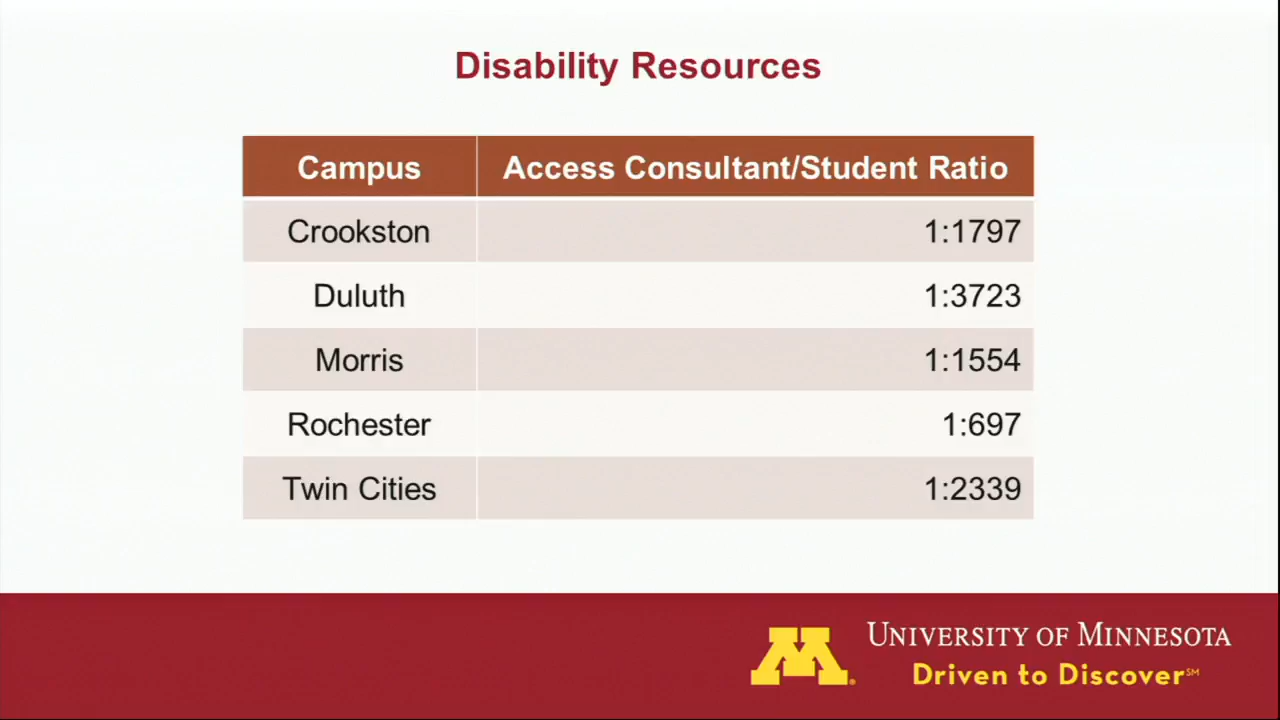 Disability Resources
Campus Access Consultant/Student Ratio
Crookston 1:1797
Duluth 1:3723
Morris 1:1554
Rochester 1:697
Twin Cities 1:2339
M
UNIVERSITY OF MINNESOTA
Driven to Discover℠